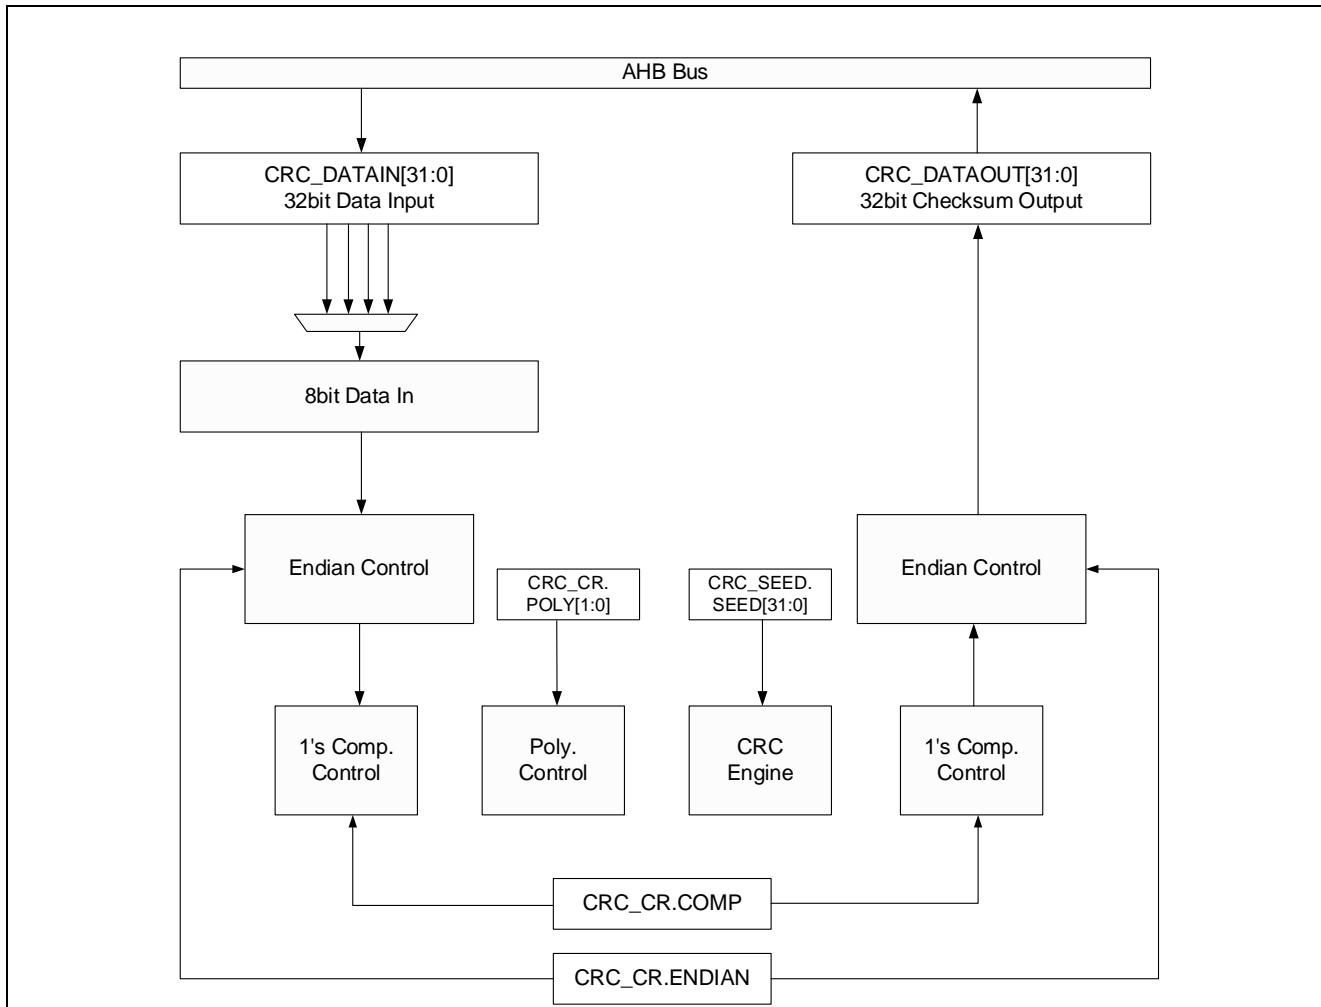 AHB Bus
CRC_DATAIN[31:0]
32bit Data Input
CRC_DATAOUT[31:0]
32bit Checksum Output
8bit Data In
Endian Control
CRC_CR.
POLY[1:0]
CRC_SEED.
SEED[31:0]
Endian Control
1's Comp.
Control
Poly.
Control
CRC
Engine
1's Comp.
Control
CRC_CR.COMP
CRC_CR.ENDIAN